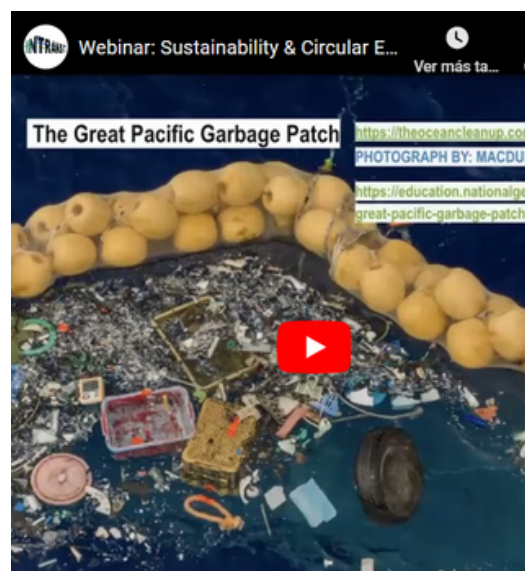 INTRANSIT
Webinar: Sustainability & Circular E...
Ver más ta...
The Great Pacific Garbage Patch
https://theoceancleanup.co
PHOTOGRAPH BY: MACDU
https://education.nationalge
great-pacific-garbage-patch